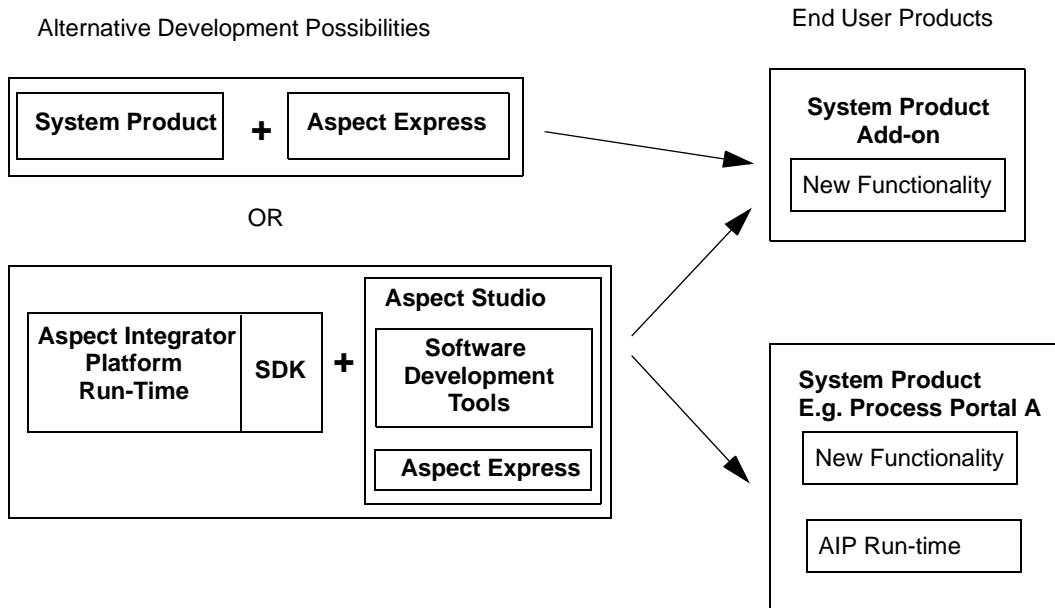 Alternative Development Possibilities
End User Products
System Product + Aspect Express
System Product
Add-on
New Functionality
OR
Aspect Integrator
Platform
Run-Time
SDK
+
Aspect Studio
Software
Development
Tools
Aspect Express
System Product
E.g. Process Portal A
New Functionality
AIP Run-time